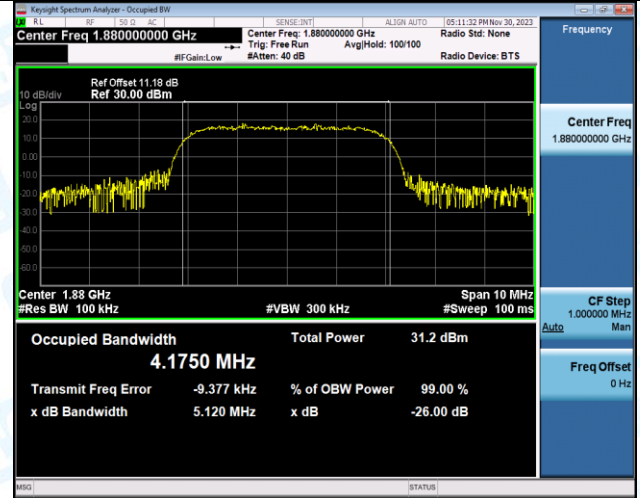 Keysight Spectrum Analyzer - Occupied BW
RL RF 50 Ω AC SENSE:INT ALIGN AUTO 05:11:32 PM Nov 30, 2023
Center Freq 1.880000000 GHz
Center Freq: 1.880000000 GHz
Radio Std: None
Trig: Free Run Avg|Hold: 100/100
#IFGain:Low #Atten: 40 dB Radio Device: BTS
Ref Offset 11.18 dB
10 dB/div Ref 30.00 dBm
Log
20.0
10.0
0.00
-10.0
-20.0
-30.0
-40.0
-50.0
-60.0
Center 1.88 GHz Span 10 MHz
#Res BW 100 kHz #VBW 300 kHz #Sweep 100 ms
Occupied Bandwidth Total Power 31.2 dBm
4.1750 MHz
Transmit Freq Error -9.377 kHz % of OBW Power 99.00 %
x dB Bandwidth 5.120 MHz x dB -26.00 dB
MSG STATUS
Frequency
Center Freq
1.880000000 GHz
CF Step
1.000000 MHz
Auto Man
Freq Offset
0 Hz